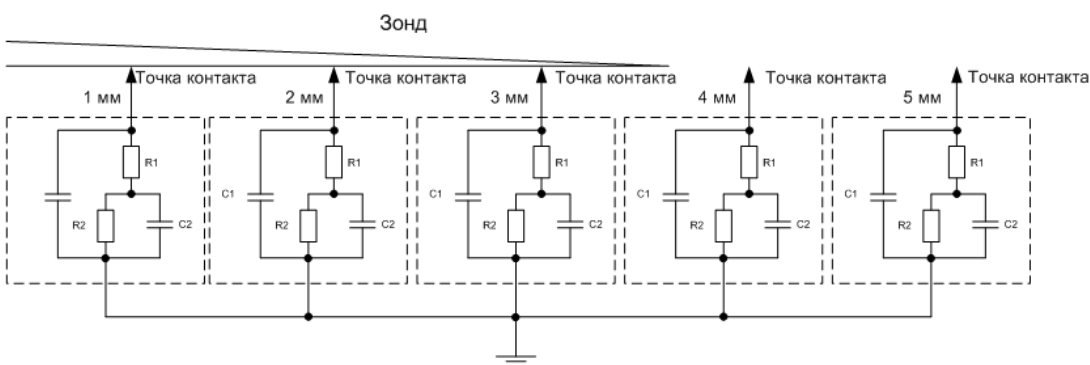 Зонд
Точка контакта Точка контакта Точка контакта Точка контакта Точка контакта
1 мм 2 мм 3 мм 4 мм 5 мм
R1 R1 R1 R1 R1
C1 C1 C1 C1
R2 C2 R2 C2 R2 C2 R2 C2 R2 C2